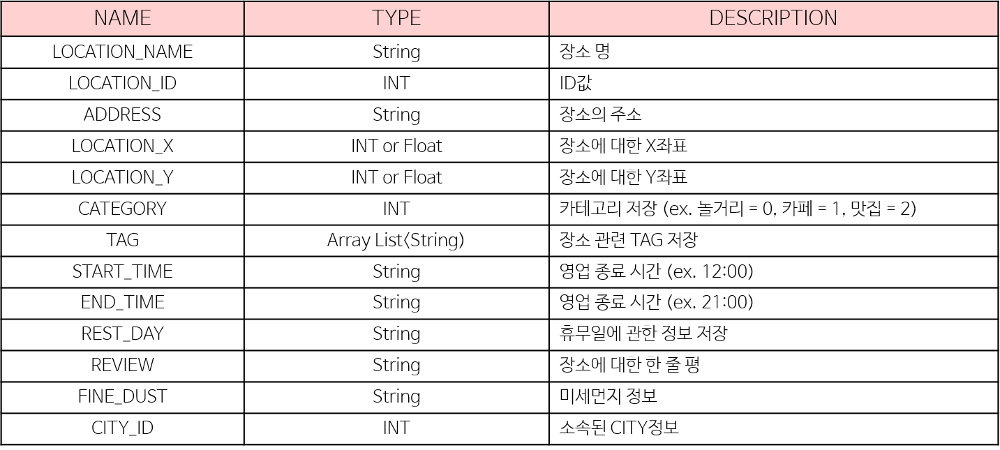 NAME TYPE DESCRIPTION
LOCATION_NAME String 장소 명
LOCATION_ID INT ID값
ADDRESS String 장소의 주소
LOCATION_X INT or Float 장소에 대한 X좌표
LOCATION_Y INT or Float 장소에 대한 Y좌표
CATEGORY INT 카테고리 저장 (ex. 놀거리 = 0, 카페 = 1, 맛집 = 2)
TAG Array List<String) 장소 관련 TAG 저장
START_TIME String 영업 종료 시간 (ex. 12:00)
END_TIME String 영업 종료 시간 (ex. 21:00)
REST_DAY String 휴무일에 관한 정보 저장
REVIEW String 장소에 대한 한 줄 평
FINE_DUST String 미세먼지 정보
CITY_ID INT 소속된 CITY정보